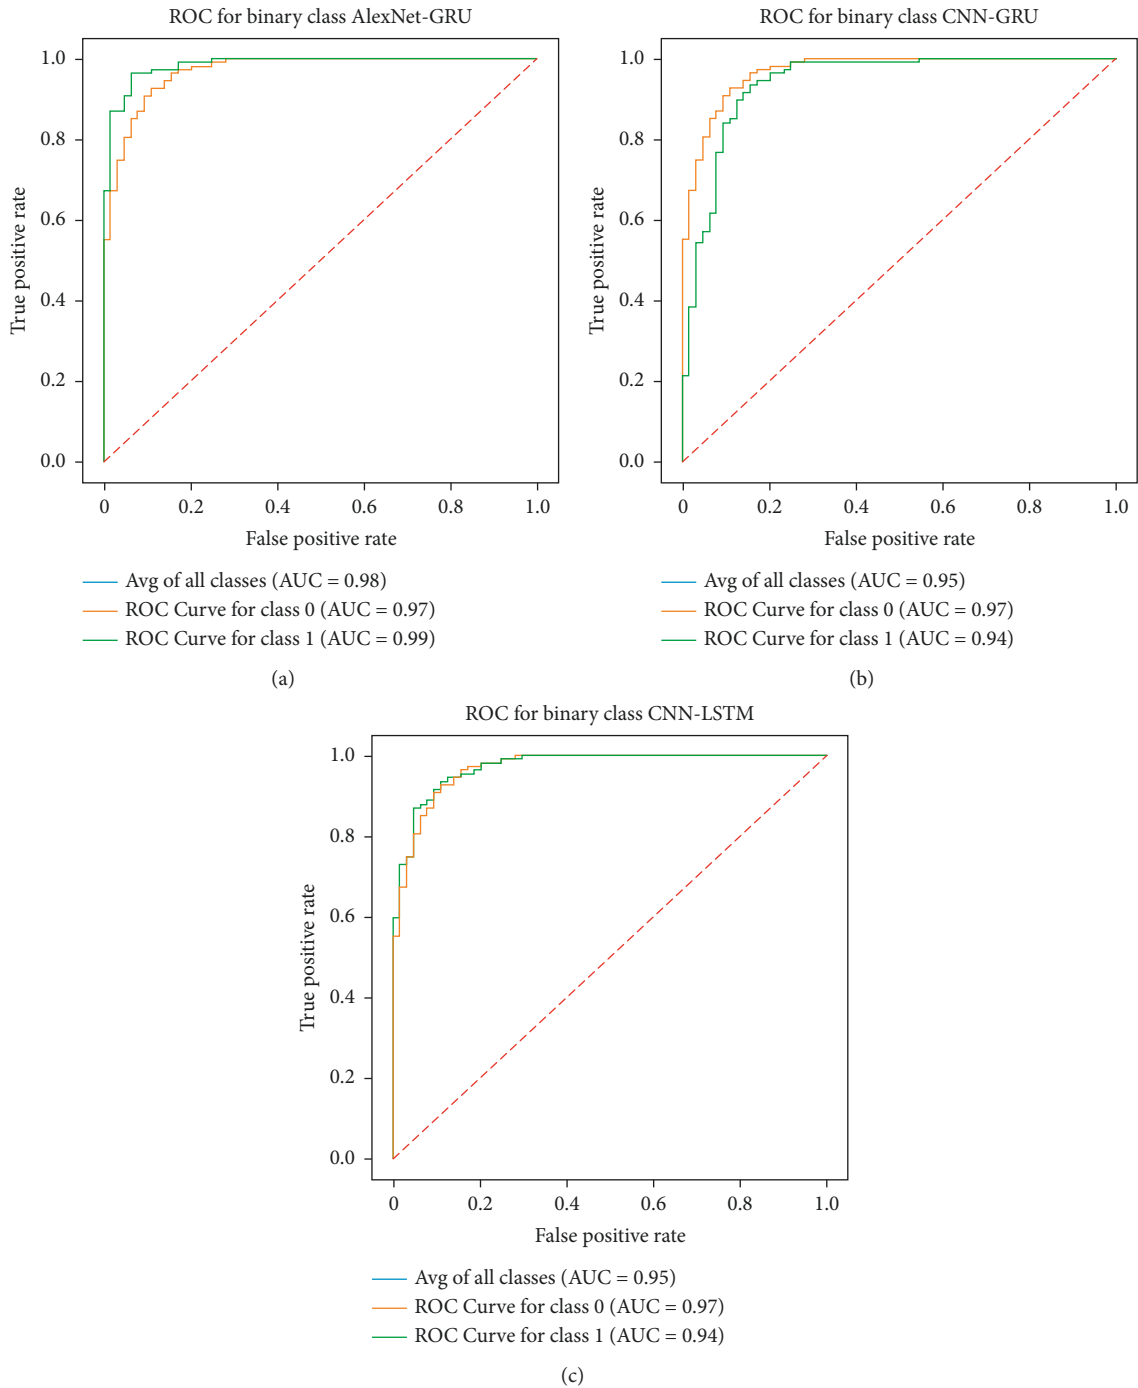 ROC for binary class AlexNet-GRU
1.0
0.8
0.6
0.4
0.2
0.0
True positive rate
0 0.2 0.4 0.6 0.8 1.0
False positive rate
Avg of all classes (AUC = 0.98)
ROC Curve for class 0 (AUC = 0.97)
ROC Curve for class 1 (AUC = 0.99)
(a)
ROC for binary class CNN-GRU
1.0
0.8
0.6
0.4
0.2
0.0
True positive rate
0 0.2 0.4 0.6 0.8 1.0
False positive rate
Avg of all classes (AUC = 0.95)
ROC Curve for class 0 (AUC = 0.97)
ROC Curve for class 1 (AUC = 0.94)
(b)
ROC for binary class CNN-LSTM
1.0
0.8
0.6
0.4
0.2
0.0
True positive rate
0 0.2 0.4 0.6 0.8 1.0
False positive rate
Avg of all classes (AUC = 0.95)
ROC Curve for class 0 (AUC = 0.97)
ROC Curve for class 1 (AUC = 0.94)
(c)